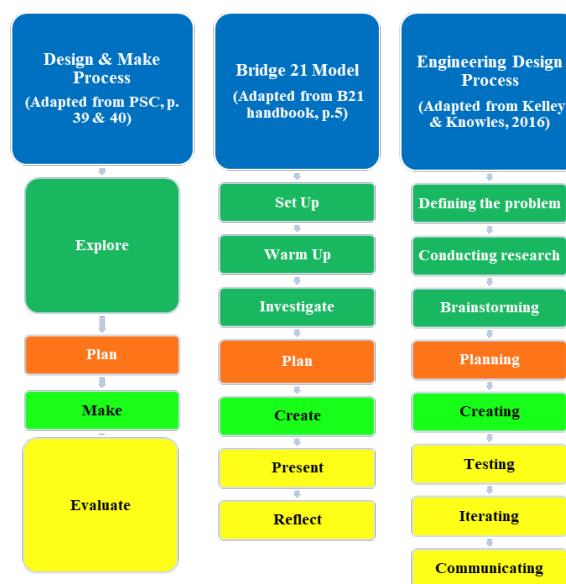 Design & Make
Process
(Adapted from PSC, p.
39 & 40)
Explore
Plan
Make
Evaluate
Bridge 21 Model
(Adapted from B21
handbook, p.5)
Set Up
Warm Up
Investigate
Plan
Create
Present
Reflect
Engineering Design
Process
(Adapted from Kelley
& Knowles, 2016)
Defining the problem
Conducting research
Brainstorming
Planning
Creating
Testing
Iterating
Communicating